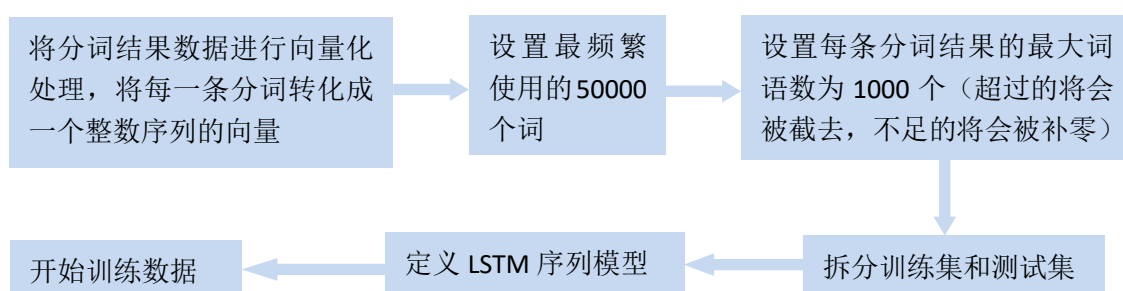 将分词结果数据进行向量化
处理，将每一条分词转化成
一个整数序列的向量
设置最频繁
使用的50000
个词
设置每条分词结果的最大词
语数为 1000 个（超过的将会
被截去，不足的将会被补零）
拆分训练集和测试集
定义 LSTM 序列模型
开始训练数据